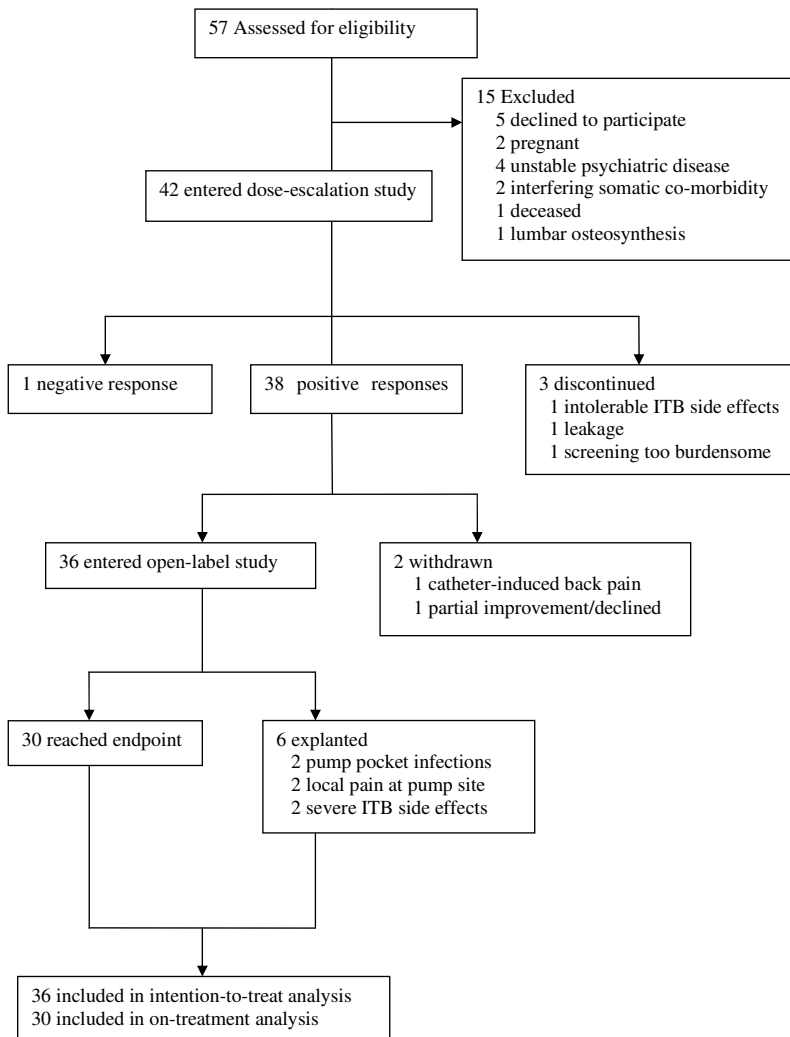 57 Assessed for eligibility
15 Excluded
5 declined to participate
2 pregnant
4 unstable psychiatric disease
2 interfering somatic co-morbidity
1 deceased
1 lumbar osteosynthesis
42 entered dose-escalation study
1 negative response
38 positive responses
3 discontinued
1 intolerable ITB side effects
1 leakage
1 screening too burdensome
36 entered open-label study
2 withdrawn
1 catheter-induced back pain
1 partial improvement/declined
30 reached endpoint
6 explanted
2 pump pocket infections
2 local pain at pump site
2 severe ITB side effects
36 included in intention-to-treat analysis
30 included in on-treatment analysis